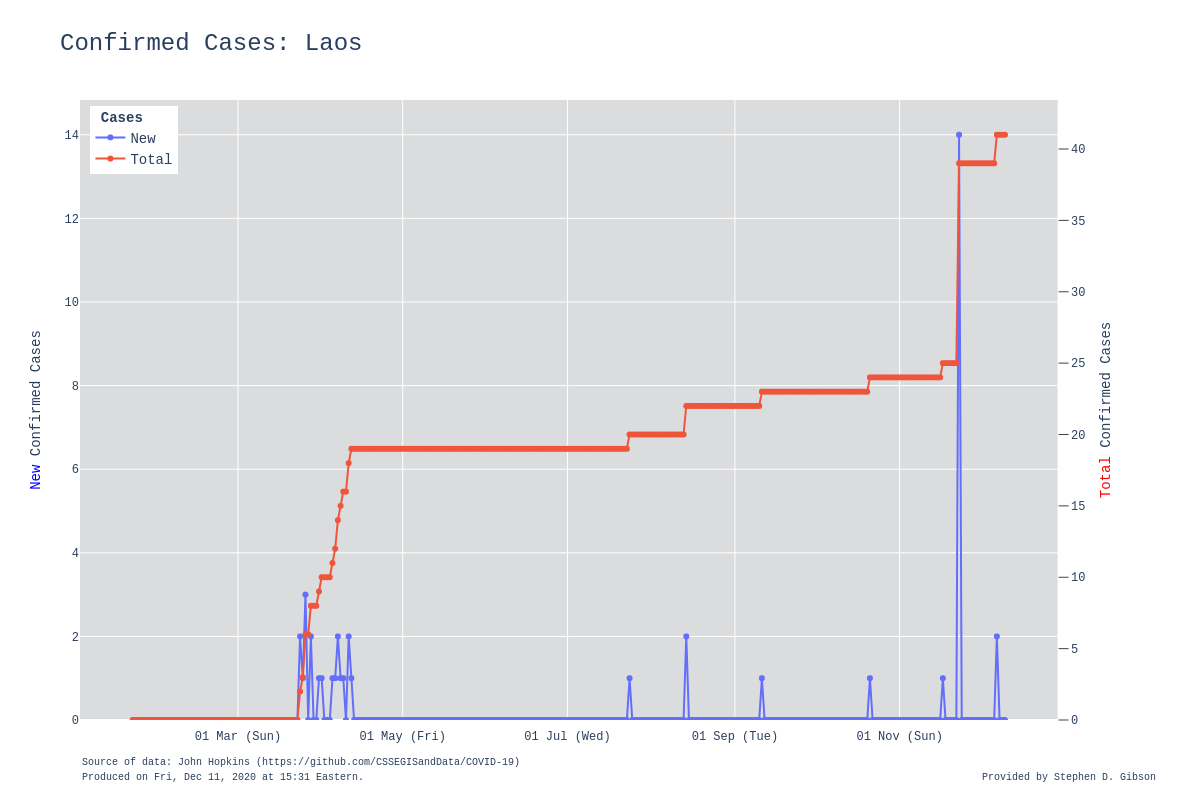 Confirmed Cases: Laos
Cases
New
Total
14
12
10
8
6
4
2
0
40
35
30
25
20
15
10
5
0
New Confirmed Cases
Total Confirmed Cases
01 Mar (Sun)
01 May (Fri)
01 Jul (Wed)
01 Sep (Tue)
01 Nov (Sun)
Source of data: John Hopkins (https://github.com/CSSEGISandData/COVID-19)
Produced on Fri, Dec 11, 2020 at 15:31 Eastern.
Provided by Stephen D. Gibson